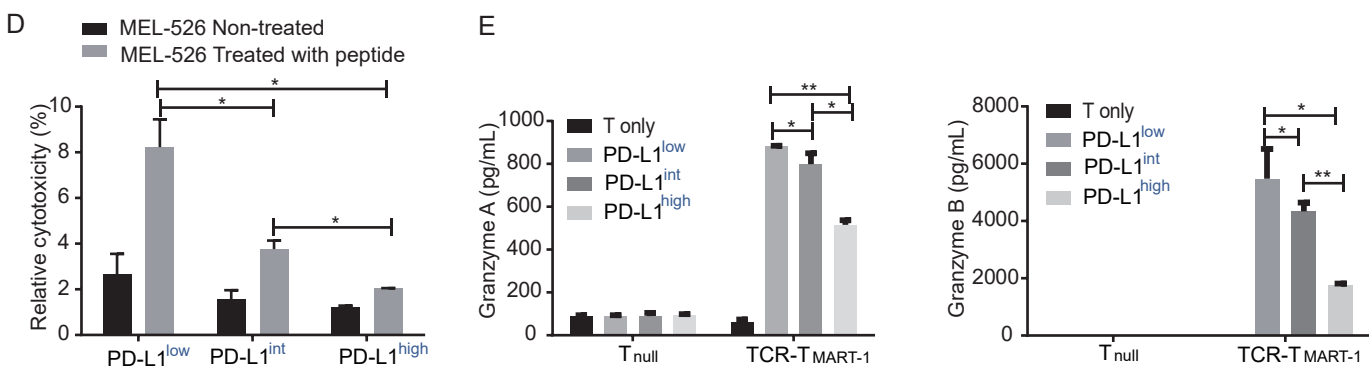 D
MEL-526 Non-treated
MEL-526 Treated with peptide
Relative cytotoxicity (%)
10
8
6
4
2
0
*
*
*
PD-L1low
PD-L1int
PD-L1high
E
Granzyme A (pg/mL)
1000
800
600
400
200
0
T only
PD-L1low
PD-L1int
PD-L1high
**
*
*
Tnull
TCR-TMART-1
Granzyme B (pg/mL)
8000
6000
4000
2000
0
T only
PD-L1low
PD-L1int
PD-L1high
*
*
**
Tnull
TCR-TMART-1